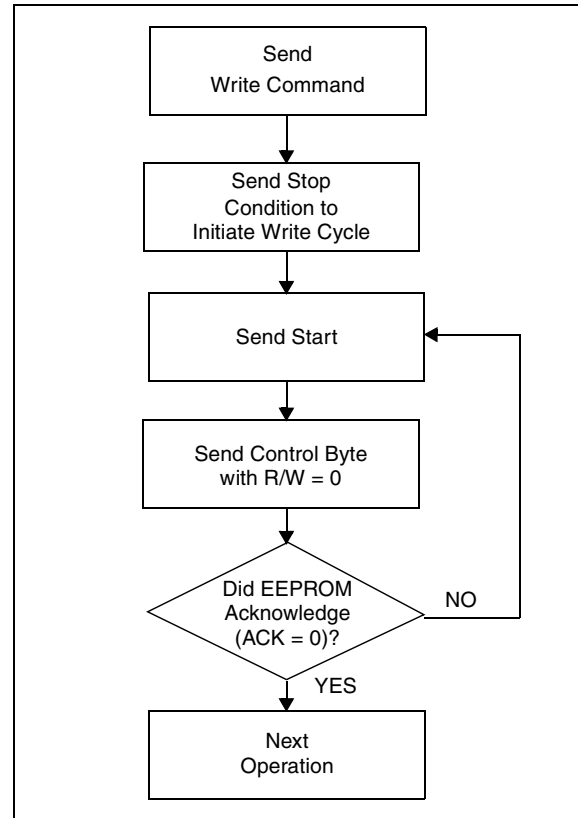 Send
Write Command
Send Stop
Condition to
Initiate Write Cycle
Send Start
Send Control Byte
with R/W = 0
Did EEPROM
Acknowledge
(ACK = 0)?
NO
YES
Next
Operation